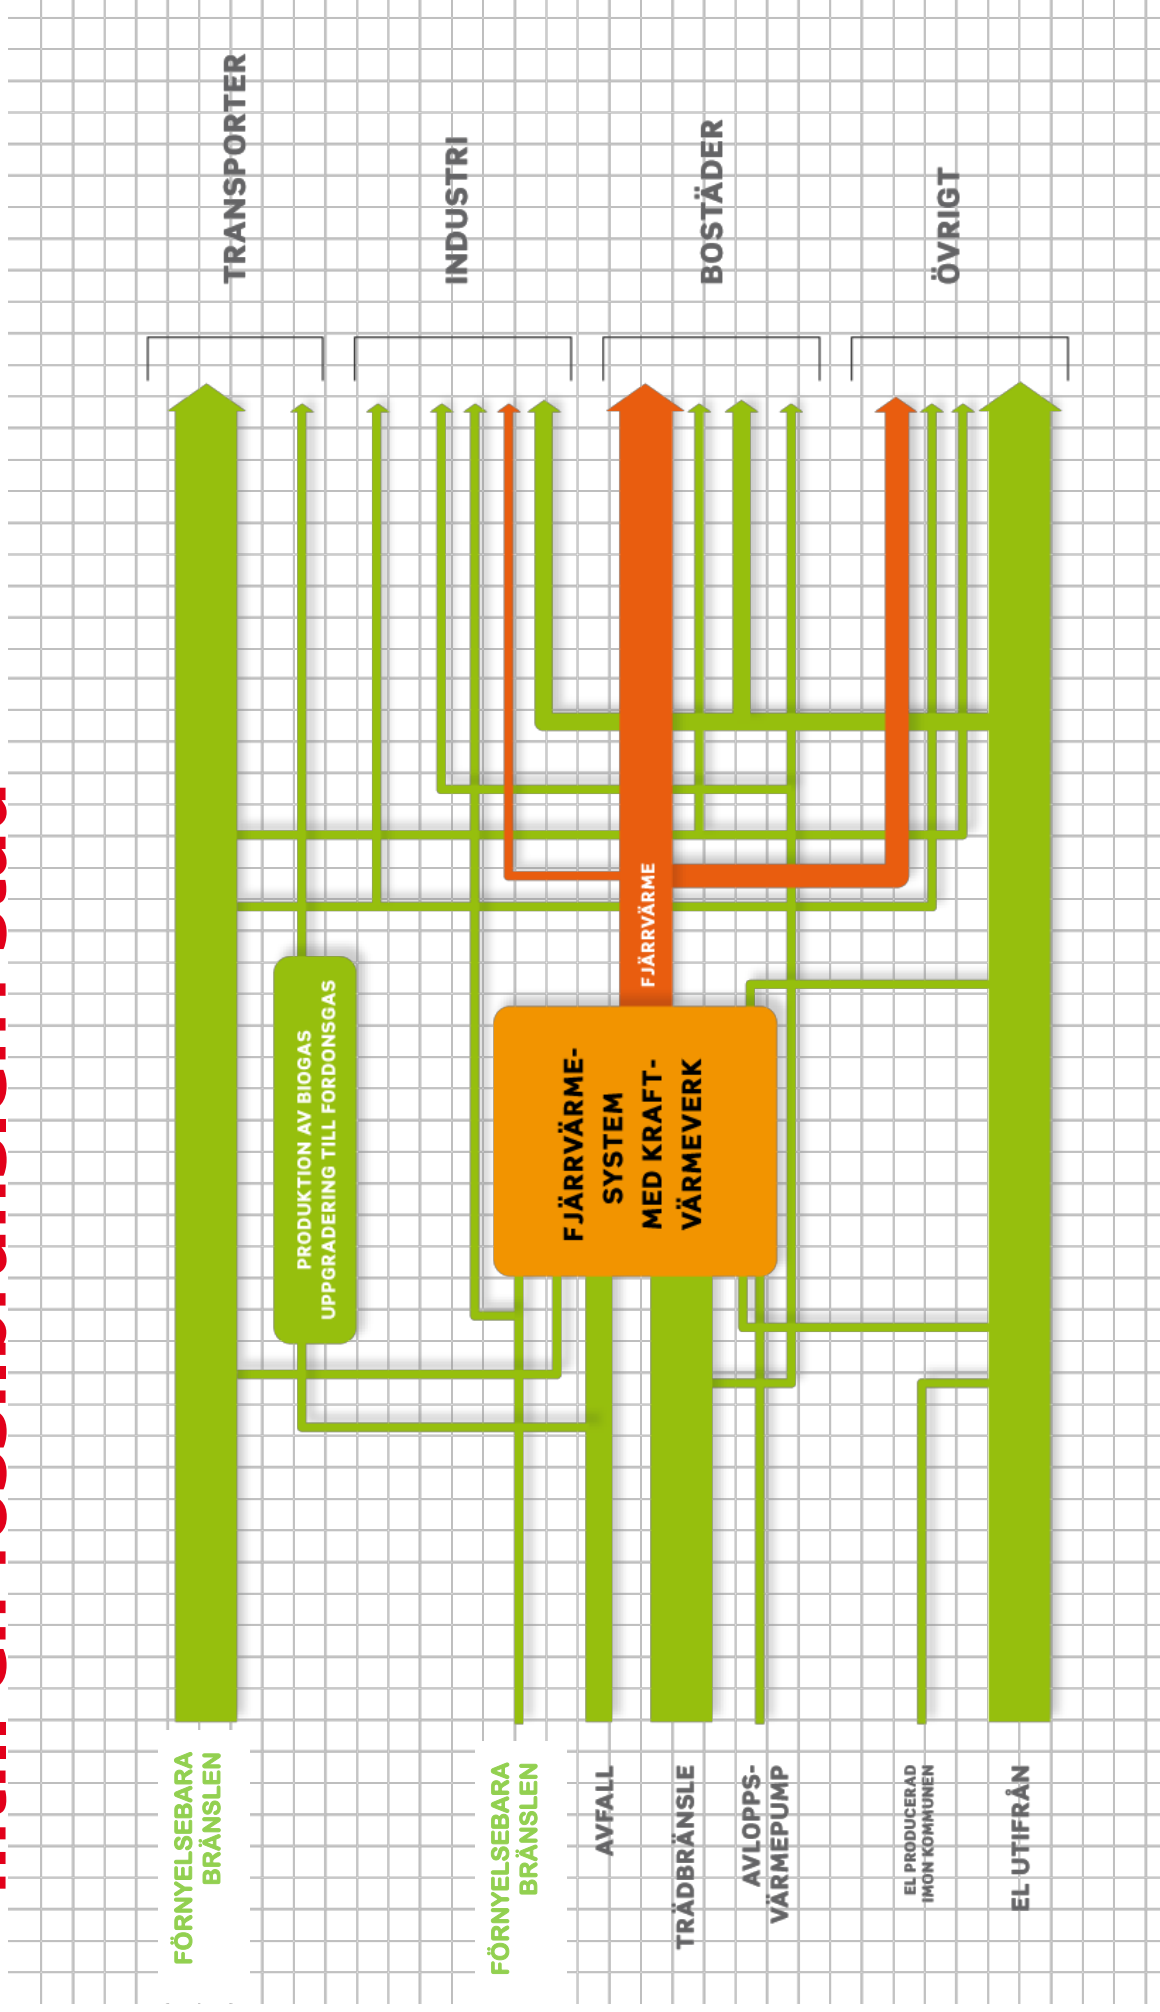 TRANSPORTER
INDUSTRI
BOSTÄDER
ÖVRIGT
PRODUKTION AV BIOGAS
UPPGRADERING TILL FORDONSGAS
FJÄRRVÄRME
FJÄRRVÄRME-
SYSTEM
MED KRAFT-
VÄRMEVERK
FÖRNYELSEBARA
BRÄNSLEN
FÖRNYELSEBARA
BRÄNSLEN
AVFALL
TRÄDBRÄNSLE
AVLOPPS-
VÄRMEPUMP
EL PRODUCERAD
IMON KOMMUNEN
EL UTIFRÅN